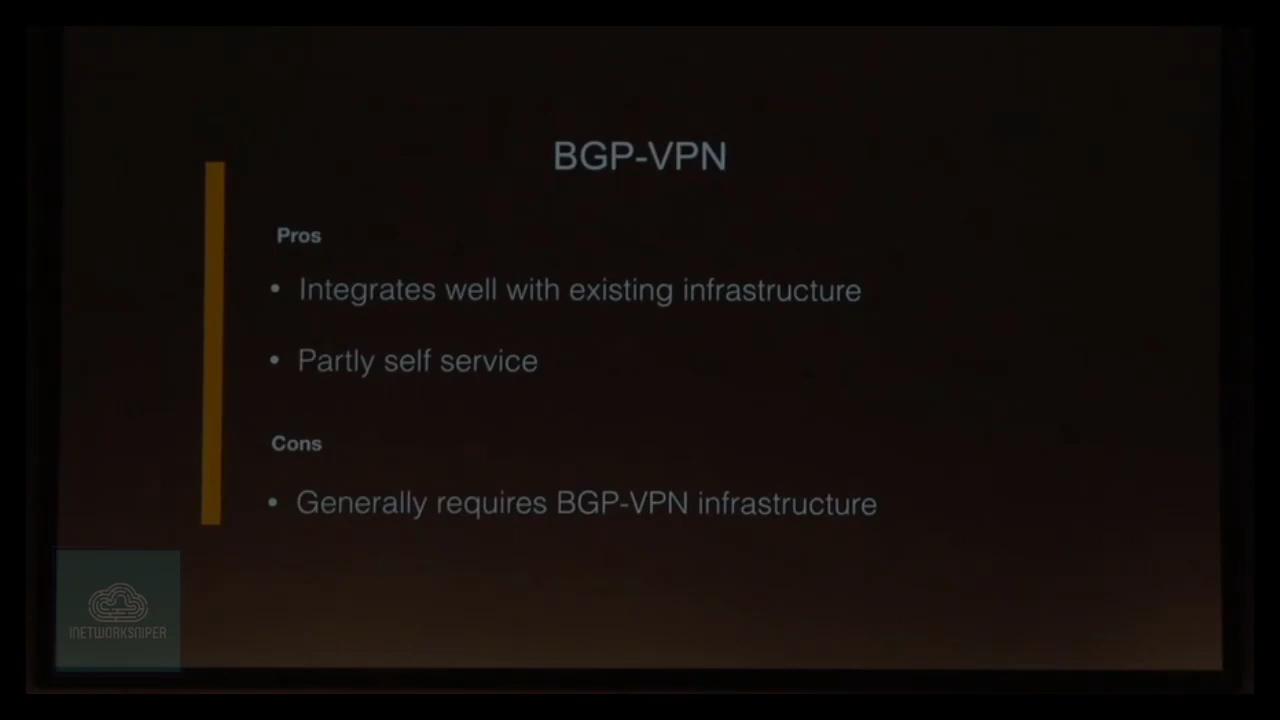 BGP-VPN
Pros
• Integrates well with existing infrastructure
• Partly self service
Cons
• Generally requires BGP-VPN infrastructure
INETWORKSNIPER